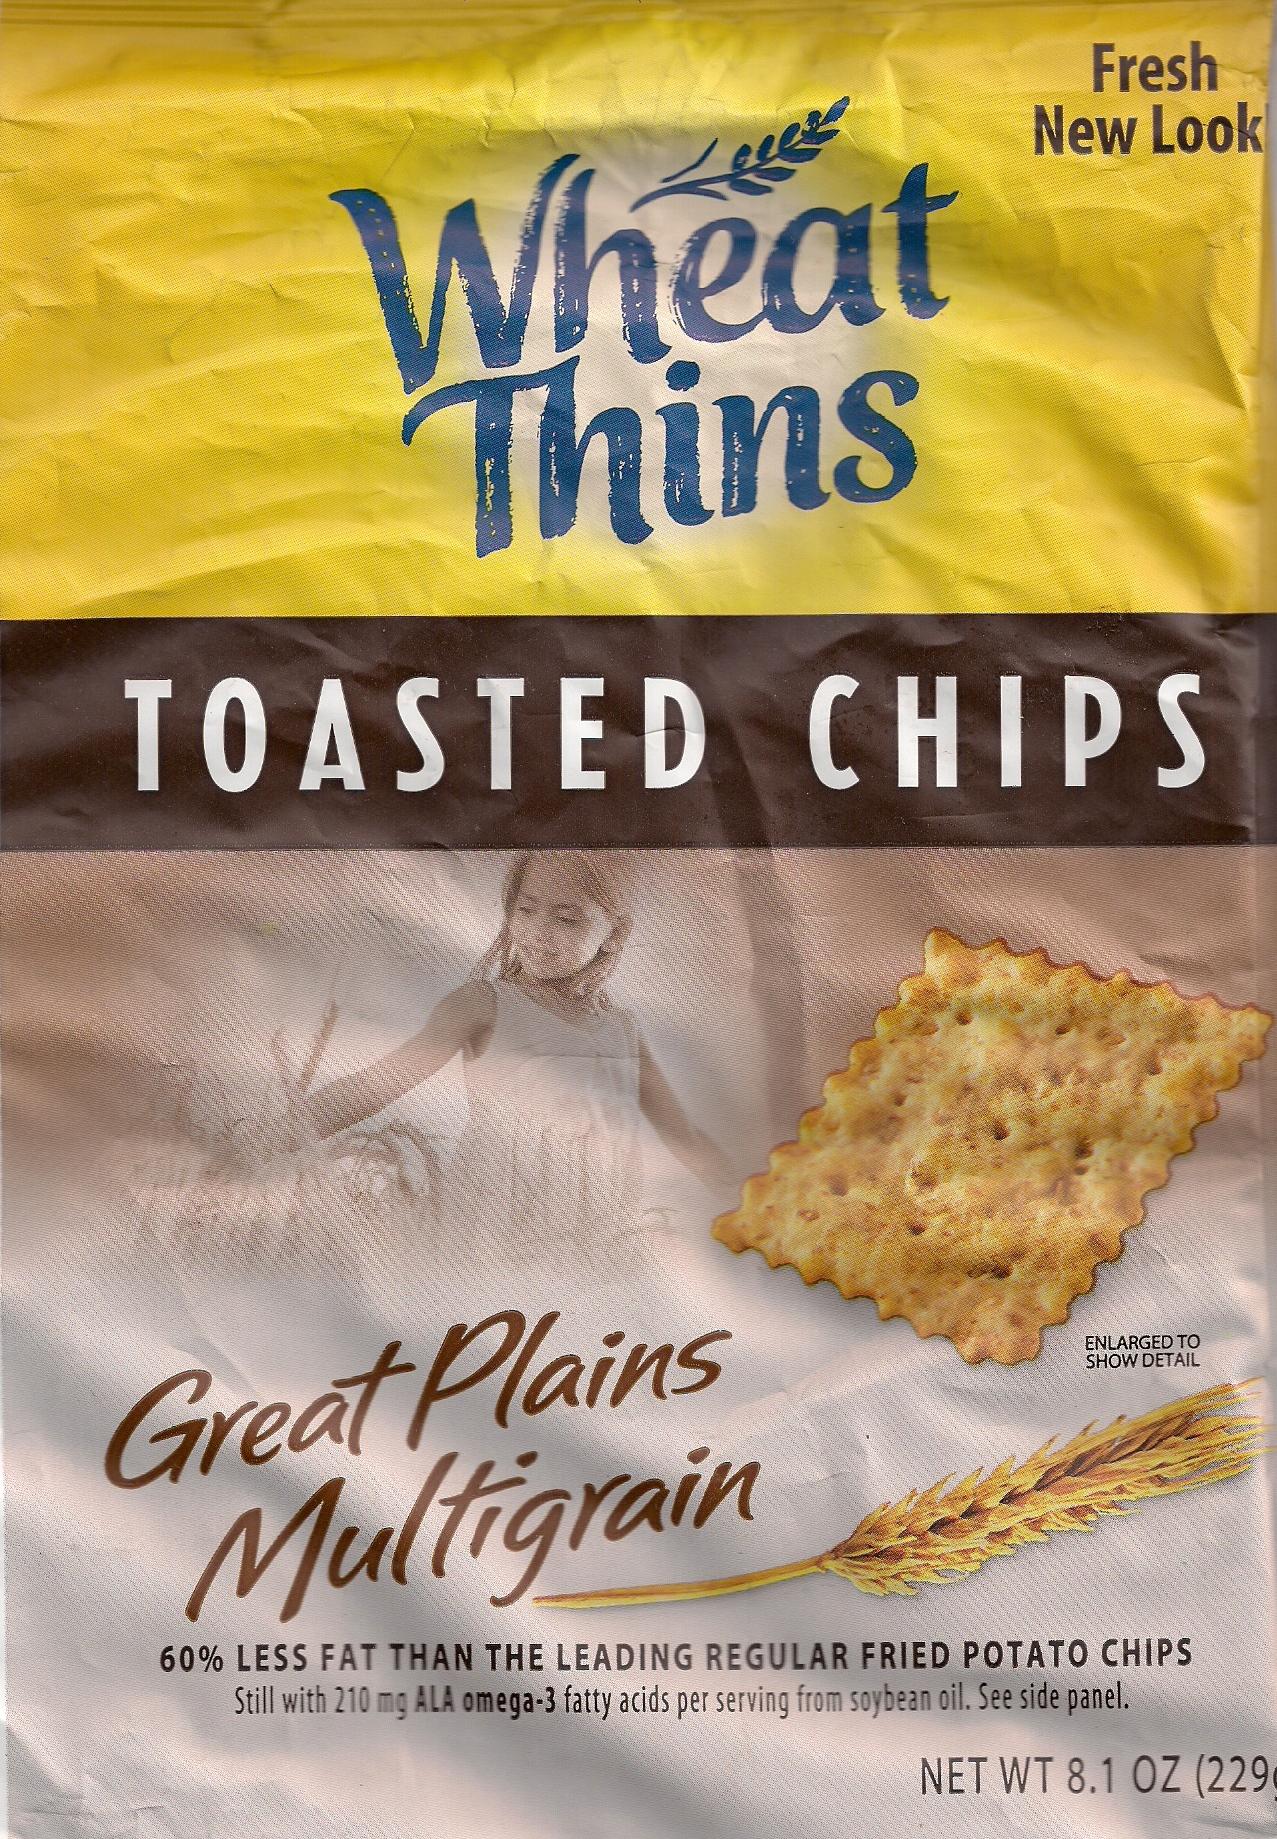 Fresh
New Look
Wheat
Thins
TOASTED CHIPS
ENLARGED TO
SHOW DETAIL
Great Plains
Multigrain
60% LESS FAT THAN THE LEADING REGULAR FRIED POTATO CHIPS
Still with 210 mg ALA omega-3 fatty acids per serving from soybean oil. See side panel.
NET WT 8.1 OZ (229g